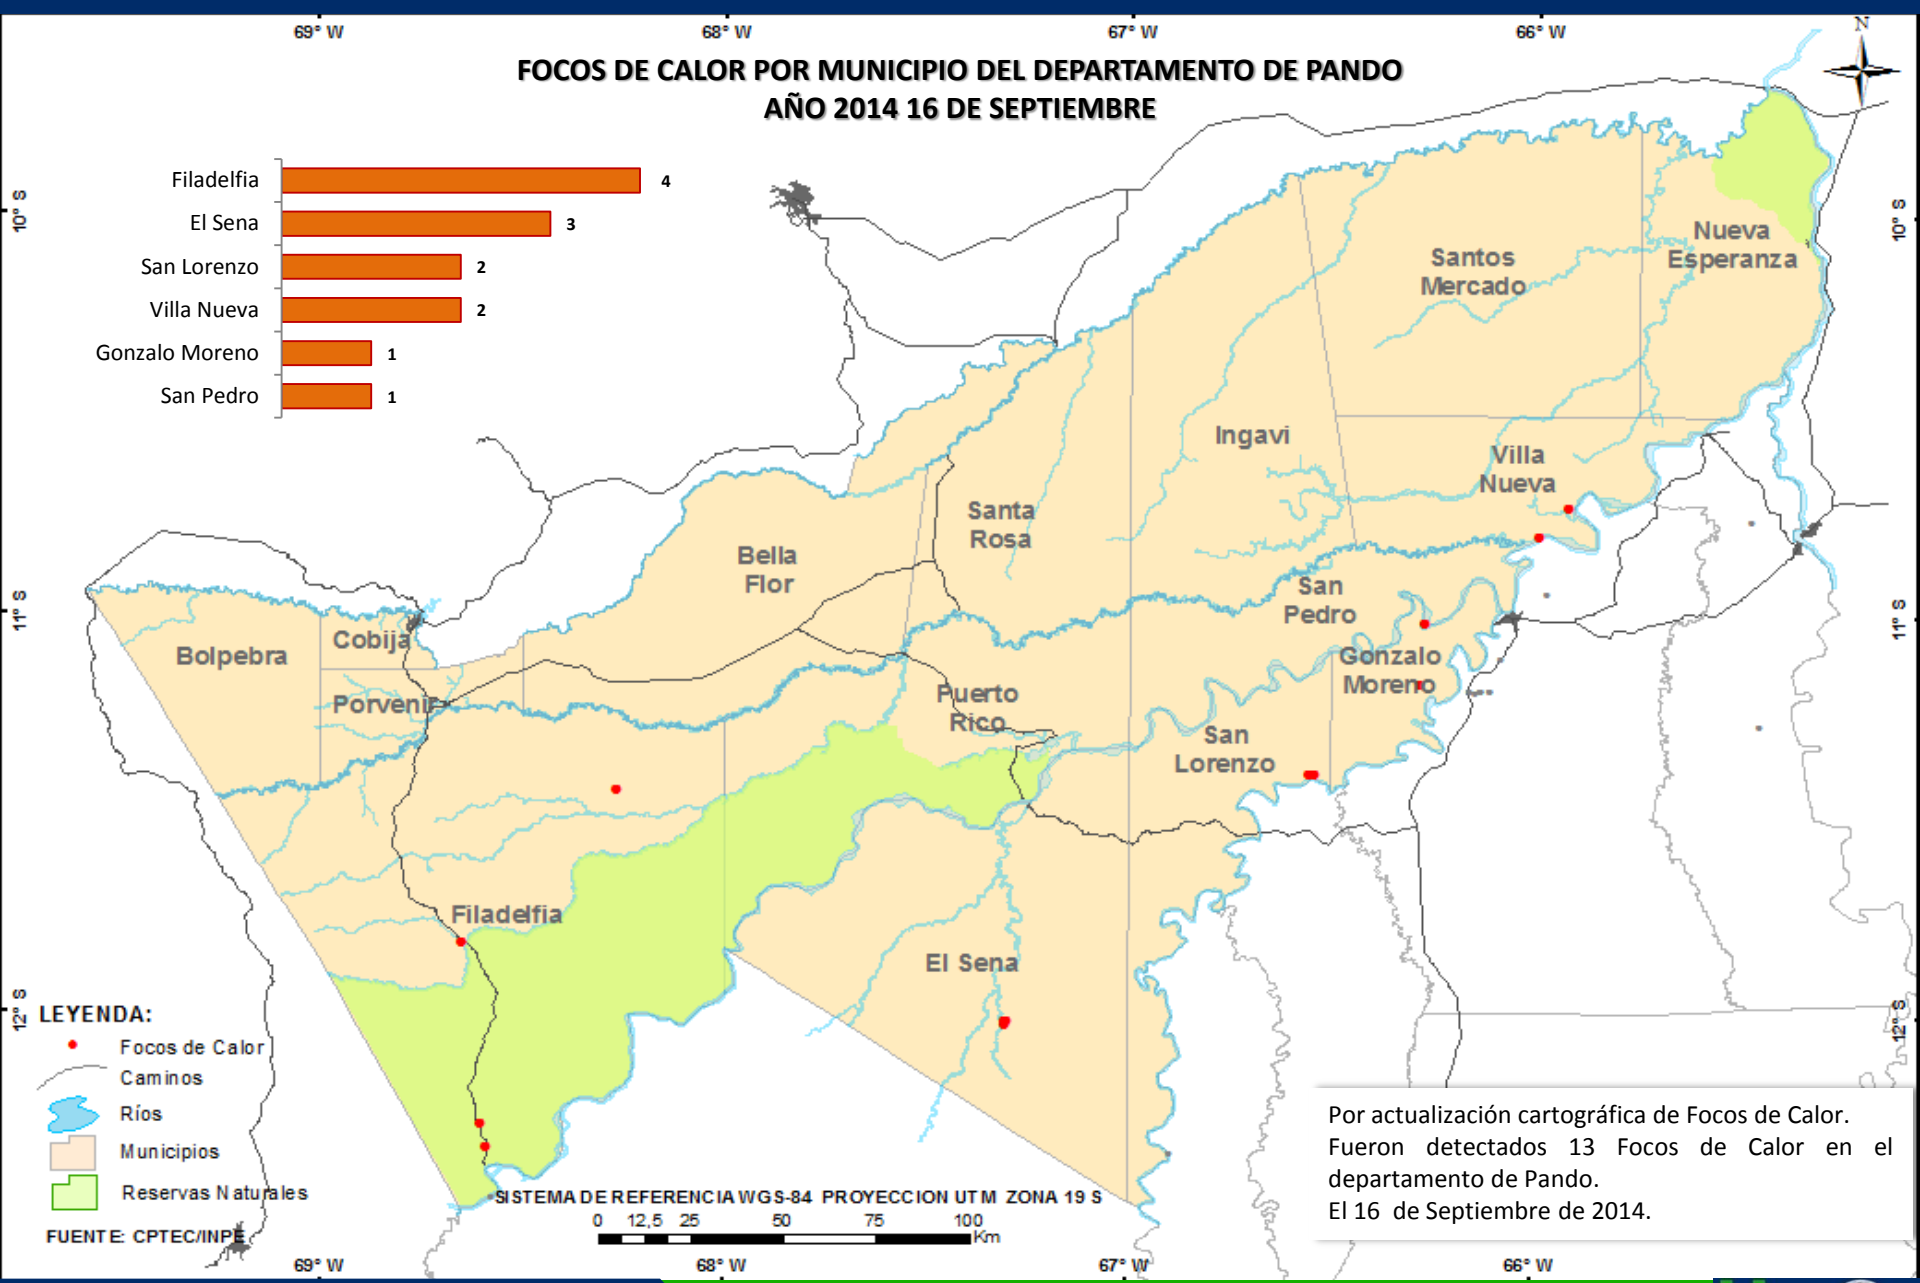 69° W
68° W
67° W
66° W
N
FOCOS DE CALOR POR MUNICIPIO DEL DEPARTAMENTO DE PANDO
AÑO 2014 16 DE SEPTIEMBRE
Filadelfia 4
El Sena 3
San Lorenzo 2
Villa Nueva 2
Gonzalo Moreno 1
San Pedro 1
10° S
10° S
11° S
11° S
12° S
12° S
Nueva
Esperanza
Santos
Mercado
Ingavi
Villa
Nueva
Santa
Rosa
Bella
Flor
San
Pedro
Cobija
Bolpebra
Porvenir
Gonzalo
Moreno
Puerto
Rico
San
Lorenzo
Filadelfia
El Sena
LEYENDA:
Focos de Calor
Caminos
Ríos
Municipios
Reservas Naturales
FUENTE: CPTEC/INPE
SISTEMA DE REFERENCIA WGS-84 PROYECCION UTM ZONA 19 S
0 12,5 25 50 75 100
Km
Por actualización cartográfica de Focos de Calor.
Fueron detectados 13 Focos de Calor en el
departamento de Pando.
El 16 de Septiembre de 2014.
69° W
68° W
67° W
66° W